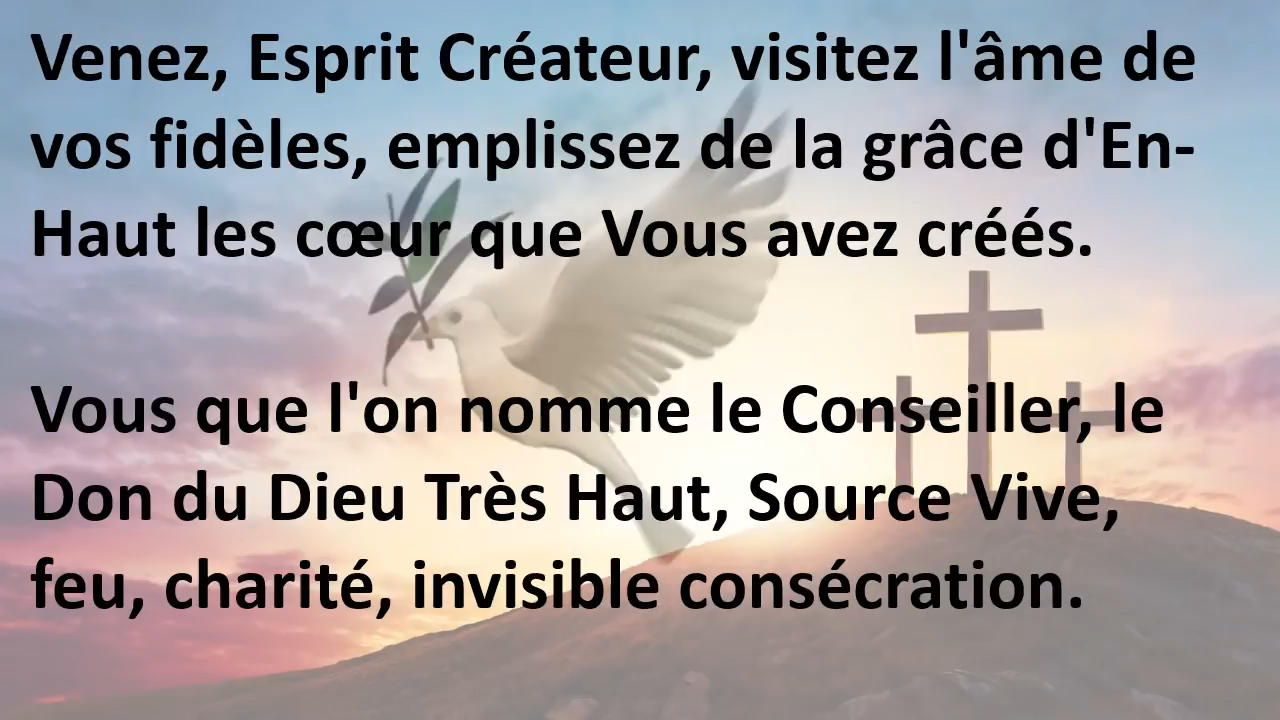 Venez, Esprit Créateur, visitez l'âme de
vos fidèles, emplissez de la grâce d'En-
Haut les cœur que Vous avez créés.
Vous que l'on nomme le Conseiller, le
Don du Dieu Très Haut, Source Vive,
feu, charité, invisible consécration.